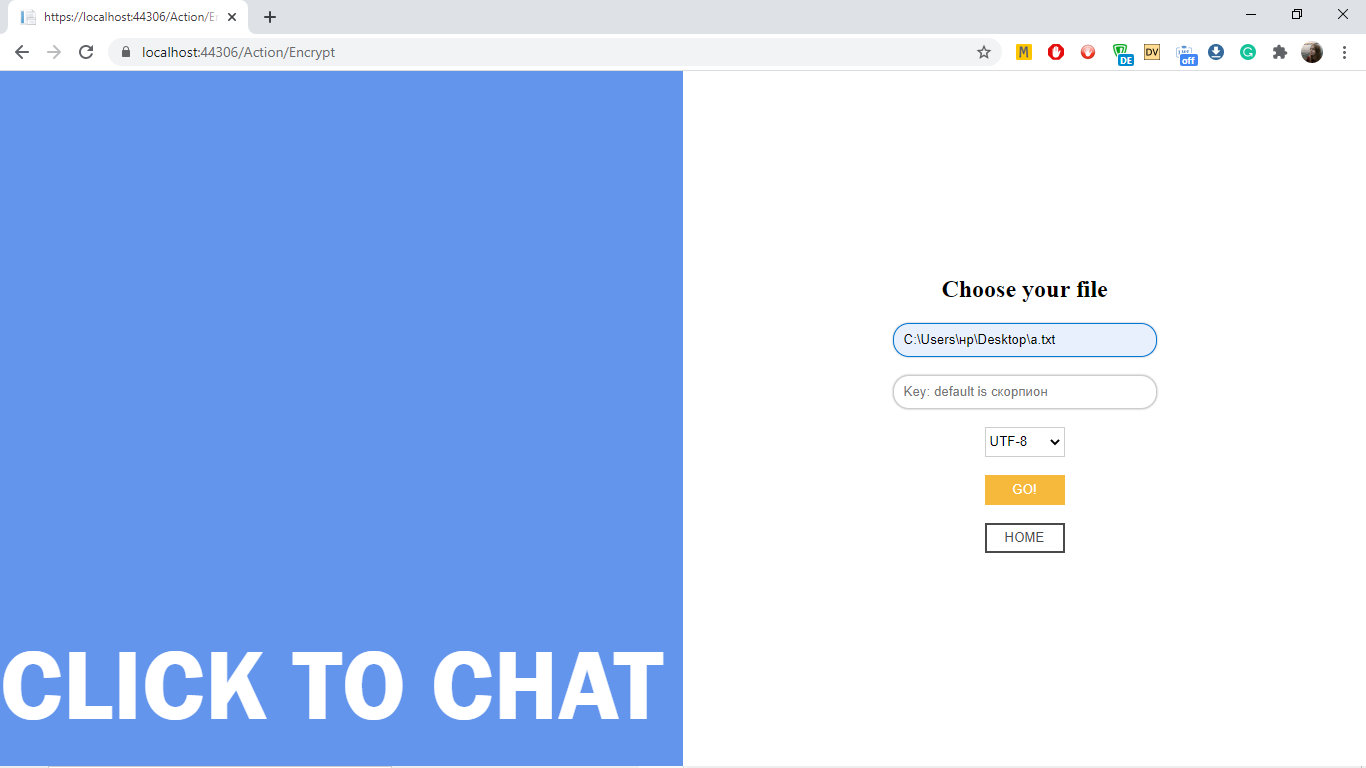 https://localhost:44306/Action/En
localhost:44306/Action/Encrypt
M
DE
DV
off
G
Choose your file
C:\Users\нр\Desktop\a.txt
Key: default is скорпион
UTF-8
GO!
HOME
CLICK TO CHAT